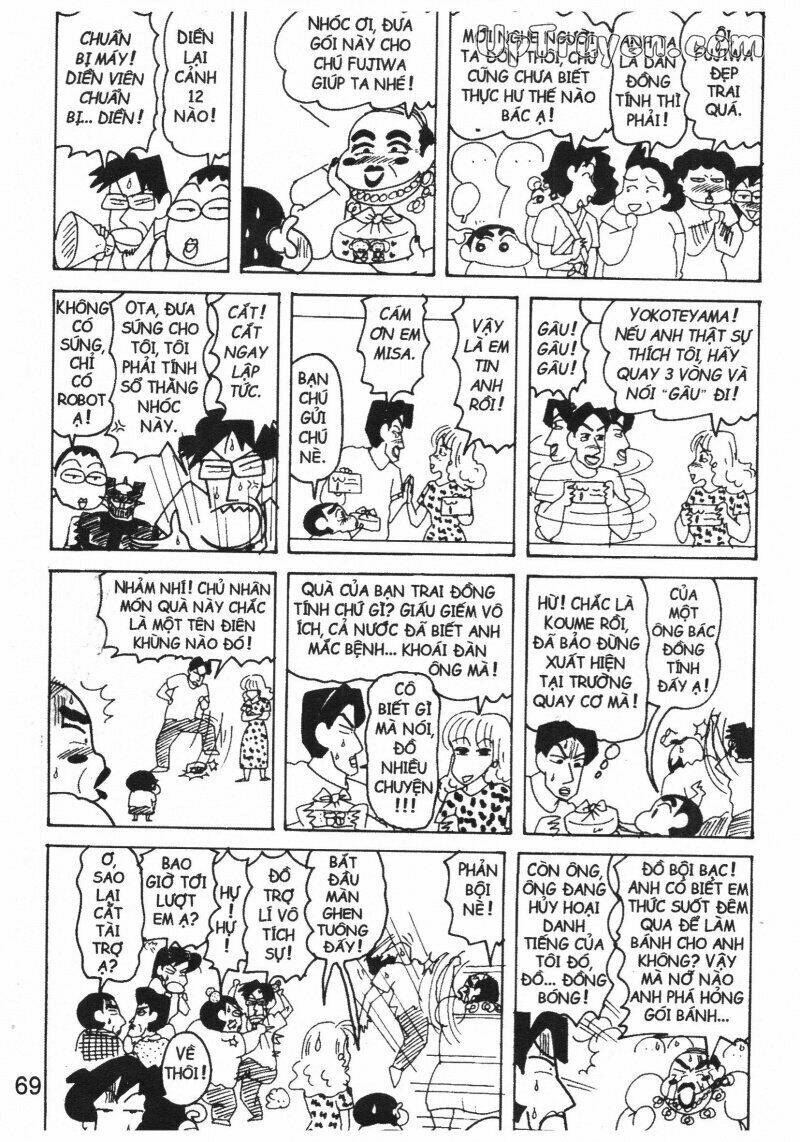 UpTruyen.com
ÔI
FUJIWA
ĐẸP
TRAI
QUÁ.
ANH TA
LÀ DÂN
ĐỒNG
TÍNH THÌ
PHẢI!
MỚI NGHE NGƯỜI
TA ĐỒN THÔI, CHỨ
CŨNG CHƯA BIẾT
THỰC HƯ THẾ NÀO
BÁC Ạ!
NHÓC ƠI, ĐƯA
GÓI NÀY CHO
CHÚ FUJIWA
GIÚP TA NHÉ!
DIỄN
LẠI
CẢNH
12
NÀO!
CHUẨN
BỊ MÁY!
DIỄN VIÊN
CHUẨN
BỊ... DIỄN!
YOKOTEYAMA!
NẾU ANH THẬT SỰ
THÍCH TÔI, HÃY
QUAY 3 VÒNG VÀ
NÓI "GÂU" ĐI!
GÂU!
GÂU!
GÂU!
VẬY
LÀ EM
TIN
ANH
RỒI!
CÁM
ƠN EM
MISA.
BẠN
CHÚ
GỬI
CHÚ
NÈ.
CẮT!
CẮT
NGAY
LẬP
TỨC.
OTA, ĐƯA
SÚNG CHO
TÔI, TÔI
PHẢI TÍNH
SỔ THẰNG
NHÓC
NÀY.
KHÔNG
CÓ
SÚNG,
CHỈ
CÓ
ROBOT
Ạ!
CỦA
MỘT
ÔNG BÁC
ĐỒNG
TÍNH
ĐẤY Ạ!
HỪ! CHẮC LÀ
KOUME RỒI,
ĐÃ BẢO ĐỪNG
XUẤT HIỆN
TẠI TRƯỜNG
QUAY CƠ MÀ!
QUÀ CỦA BẠN TRAI ĐỒNG
TÍNH CHỨ GÌ? GIẤU GIẾM VÔ
ÍCH, CẢ NƯỚC ĐÃ BIẾT ANH
MẮC BỆNH... KHOÁI ĐÀN
ÔNG MÀ!
CÔ
BIẾT GÌ
MÀ NÓI,
ĐỒ
NHIỀU
CHUYỆN
!!!
NHẢM NHÍ! CHỦ NHÂN
MÓN QUÀ NÀY CHẮC
LÀ MỘT TÊN ĐIÊN
KHÙNG NÀO ĐÓ!
ĐỒ BỘI BẠC!
ANH CÓ BIẾT EM
THỨC SUỐT ĐÊM
QUA ĐỂ LÀM
BÁNH CHO ANH
KHÔNG? VẬY
MÀ NỠ NÀO
ANH PHÁ HỎNG
GÓI BÁNH...
CÒN ÔNG,
ÔNG ĐANG
HỦY HOẠI
DANH
TIẾNG CỦA
TÔI ĐÓ,
ĐỒ... ĐỒNG
BÓNG!
PHẢN
BỘI
NÈ!
BẮT
ĐẦU
MÀN
GHEN
TUÔNG
ĐẤY!
ĐỒ
TRỢ
LÍ VÔ
TÍCH
SỰ!
HỰ
!
HỰ!
BAO
GIỜ TỚI
LƯỢT
EM Ạ?
Ơ,
SAO
LẠI
CẮT
TÀI
TRỢ
Ạ?
VỀ
THÔI!
69